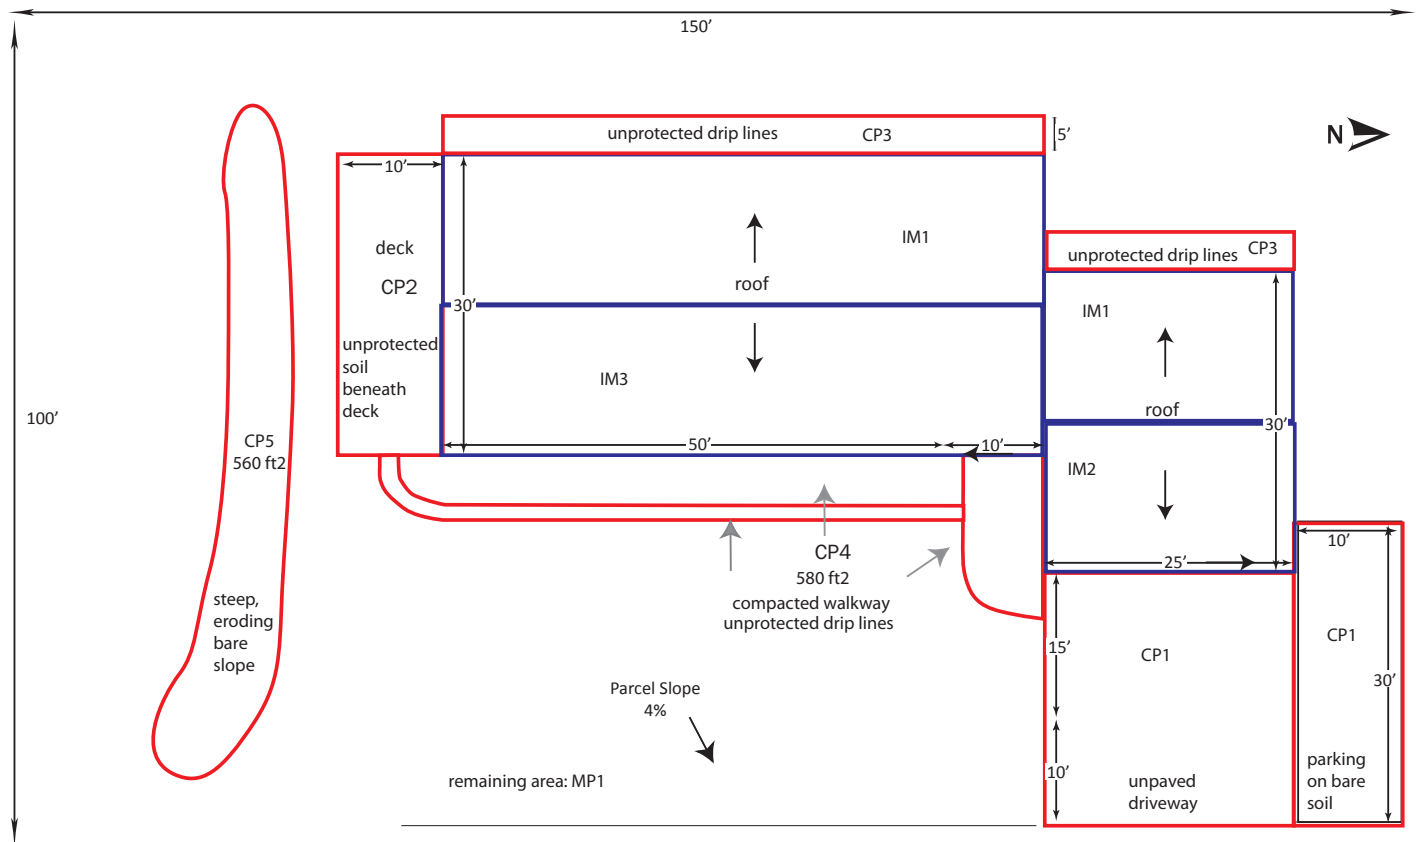 150’
unprotected drip lines CP3
5’
N
10’
deck
CP2
30’
unprotected
soil
beneath
deck
IM1
roof
IM3
50’
10’
unprotected drip lines CP3
IM1
roof
30’
IM2
25’
10’
100’
CP5
560 ft2
steep,
eroding
bare
slope
CP4
580 ft2
compacted walkway
unprotected drip lines
Parcel Slope
4%
remaining area: MP1
15’
CP1
10’
unpaved
driveway
CP1
30’
parking
on bare
soil